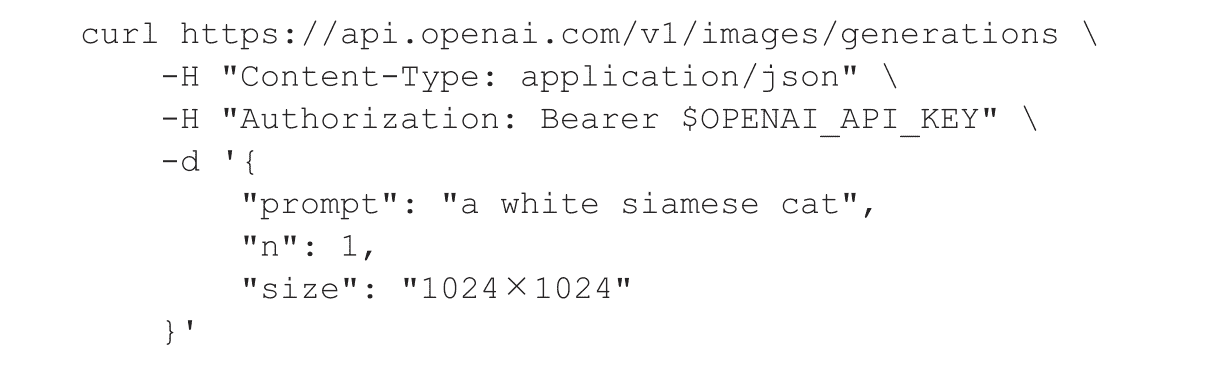 curl https://api.openai.com/v1/images/generations \
    -H "Content-Type: application/json" \
    -H "Authorization: Bearer $OPENAI_API_KEY" \
    -d '{
        "prompt": "a white siamese cat",
        "n": 1,
        "size": "1024×1024"
    }'